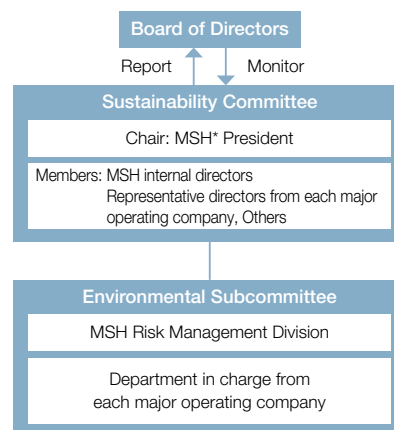 Board of Directors
Report Monitor
Sustainability Committee
Chair: MSH* President
Members: MSH internal directors
Representative directors from each major
operating company, Others
Environmental Subcommittee
MSH Risk Management Division
Department in charge from
each major operating company